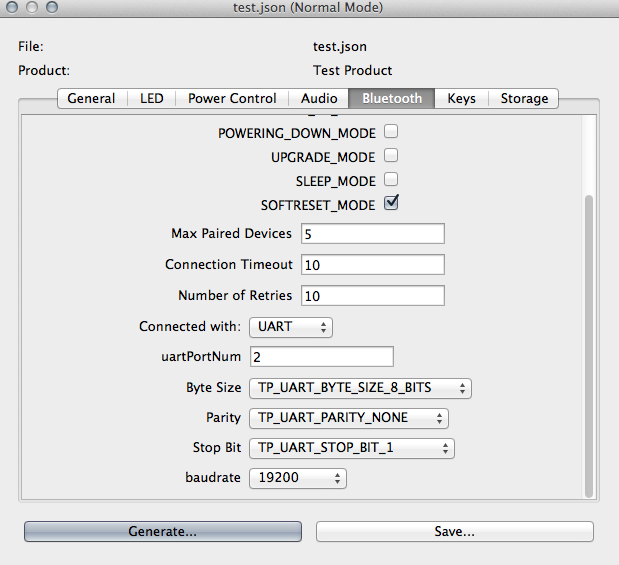 test.json (Normal Mode)
File: test.json
Product: Test Product
General LED Power Control Audio Bluetooth Keys Storage
POWERING_DOWN_MODE
UPGRADE_MODE
SLEEP_MODE
SOFTRESET_MODE
Max Paired Devices 5
Connection Timeout 10
Number of Retries 10
Connected with: UART
uartPortNum 2
Byte Size TP_UART_BYTE_SIZE_8_BITS
Parity TP_UART_PARITY_NONE
Stop Bit TP_UART_STOP_BIT_1
baudrate 19200
Generate... Save...